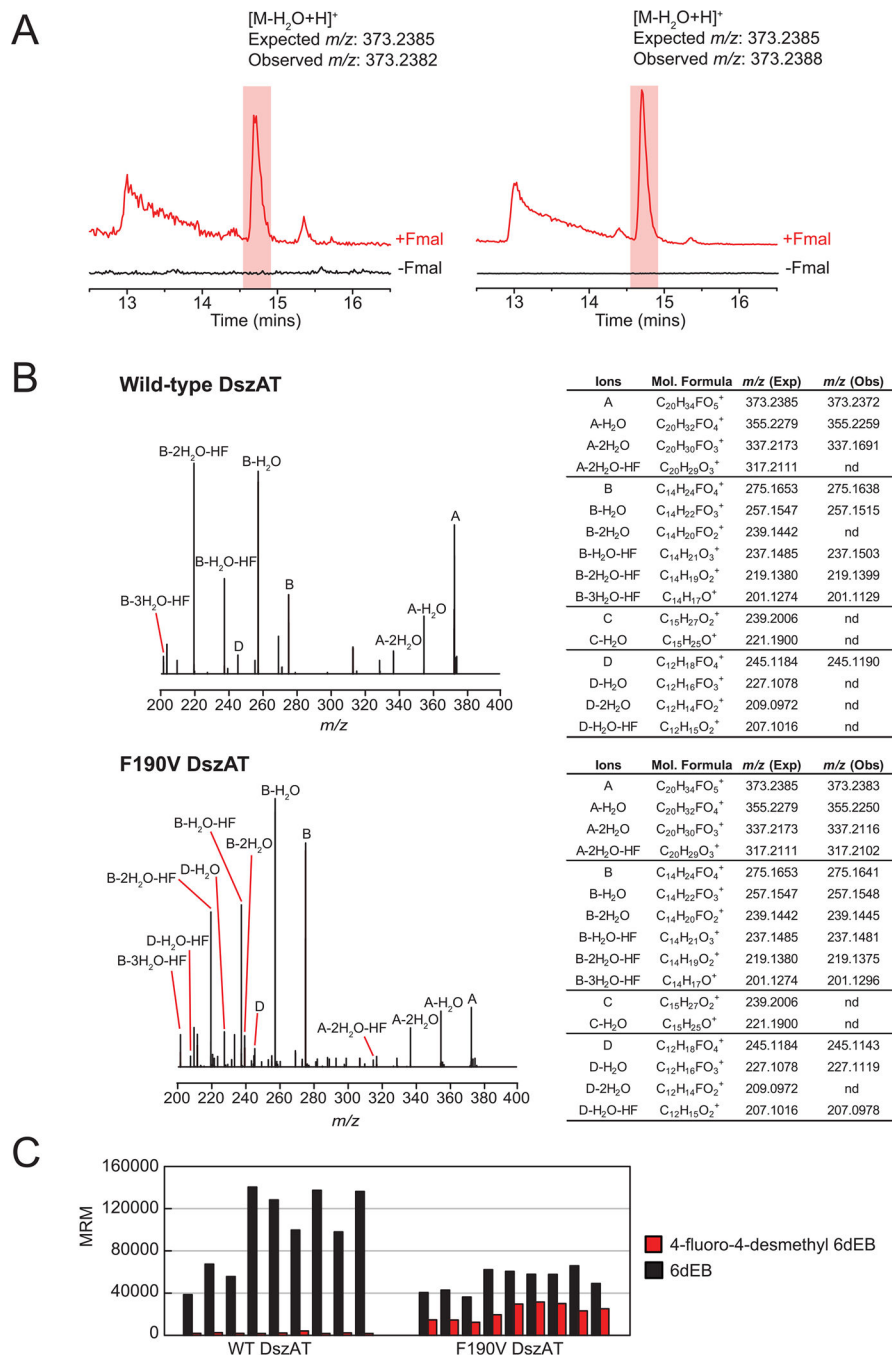 A
[M-H₂O+H]⁺
Expected m/z: 373.2385
Observed m/z: 373.2382
+Fmal
-Fmal
13 14 15 16
Time (mins)
[M-H₂O+H]⁺
Expected m/z: 373.2385
Observed m/z: 373.2388
+Fmal
-Fmal
13 14 15 16
Time (mins)
B
Wild-type DszAT
B-2H₂O-HF
B-H₂O
B-H₂O-HF
B-3H₂O-HF
B
D
A
A-H₂O
A-2H₂O
200 220 240 260 280 300 320 340 360 380 400
m/z
Ions Mol. Formula m/z (Exp) m/z (Obs)
A C₂₀H₃₄FO₅⁺ 373.2385 373.2372
A-H₂O C₂₀H₃₂FO₄⁺ 355.2279 355.2259
A-2H₂O C₂₀H₃₀FO₃⁺ 337.2173 337.1691
A-2H₂O-HF C₂₀H₂₉O₃⁺ 317.2111 nd
B C₁₄H₂₄FO₄⁺ 275.1653 275.1638
B-H₂O C₁₄H₂₂FO₃⁺ 257.1547 257.1515
B-2H₂O C₁₄H₂₀FO₂⁺ 239.1442 nd
B-H₂O-HF C₁₄H₂₁O₃⁺ 237.1485 237.1503
B-2H₂O-HF C₁₄H₁₉O₂⁺ 219.1380 219.1399
B-3H₂O-HF C₁₄H₁₇O⁺ 201.1274 201.1129
C C₁₅H₂₇O₂⁺ 239.2006 nd
C-H₂O C₁₅H₂₅O⁺ 221.1900 nd
D C₁₂H₁₈FO₄⁺ 245.1184 245.1190
D-H₂O C₁₂H₁₆FO₃⁺ 227.1078 nd
D-2H₂O C₁₂H₁₄FO₂⁺ 209.0972 nd
D-H₂O-HF C₁₂H₁₅O₂⁺ 207.1016 nd
F190V DszAT
B-H₂O
B-H₂O-HF
B-2H₂O
B
D-H₂O
B-2H₂O-HF
D-H₂O-HF
B-3H₂O-HF
D
A-2H₂O-HF
A-2H₂O
A-H₂O
A
200 220 240 260 280 300 320 340 360 380 400
m/z
Ions Mol. Formula m/z (Exp) m/z (Obs)
A C₂₀H₃₄FO₅⁺ 373.2385 373.2383
A-H₂O C₂₀H₃₂FO₄⁺ 355.2279 355.2250
A-2H₂O C₂₀H₃₀FO₃⁺ 337.2173 337.2116
A-2H₂O-HF C₂₀H₂₉O₃⁺ 317.2111 317.2102
B C₁₄H₂₄FO₄⁺ 275.1653 275.1641
B-H₂O C₁₄H₂₂FO₃⁺ 257.1547 257.1548
B-2H₂O C₁₄H₂₀FO₂⁺ 239.1442 239.1445
B-H₂O-HF C₁₄H₂₁O₃⁺ 237.1485 237.1481
B-2H₂O-HF C₁₄H₁₉O₂⁺ 219.1380 219.1375
B-3H₂O-HF C₁₄H₁₇O⁺ 201.1274 201.1296
C C₁₅H₂₇O₂⁺ 239.2006 nd
C-H₂O C₁₅H₂₅O⁺ 221.1900 nd
D C₁₂H₁₈FO₄⁺ 245.1184 245.1143
D-H₂O C₁₂H₁₆FO₃⁺ 227.1078 227.1119
D-2H₂O C₁₂H₁₄FO₂⁺ 209.0972 nd
D-H₂O-HF C₁₂H₁₅O₂⁺ 207.1016 207.0978
C
MRM
160000
120000
80000
40000
0
WT DszAT F190V DszAT
4-fluoro-4-desmethyl 6dEB
6dEB